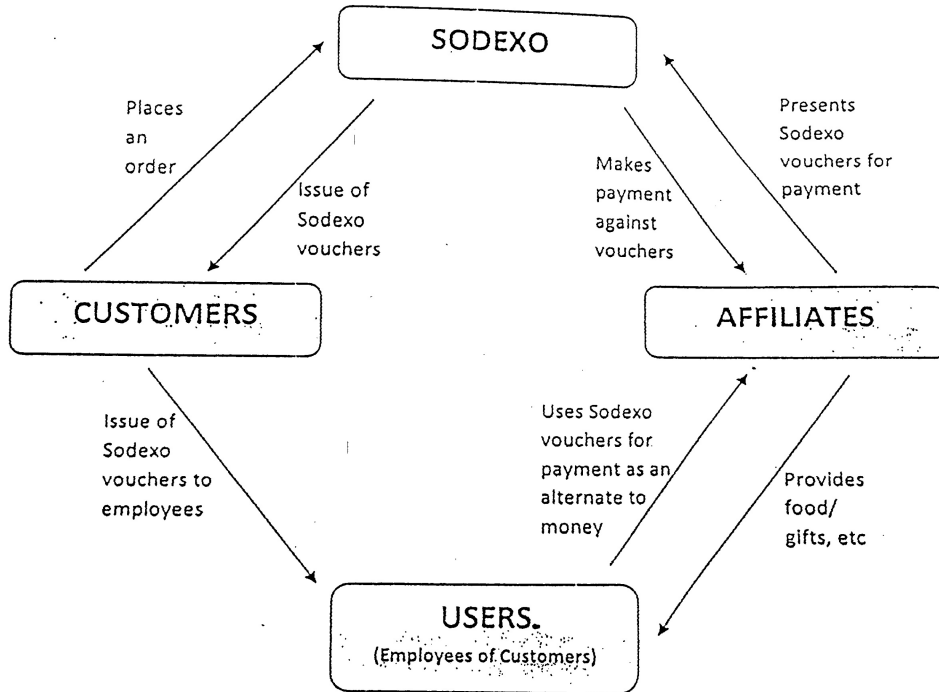 SODEXO
Places
an
order
Issue of
Sodexo
vouchers
Makes
payment
against
vouchers
Presents
Sodexo
vouchers for
payment
CUSTOMERS
AFFILIATES
Issue of
Sodexo
vouchers to
employees
Uses Sodexo
vouchers for
payment as an
alternate to
money
Provides
food/
gifts, etc
USERS.
(Employees of Customers)